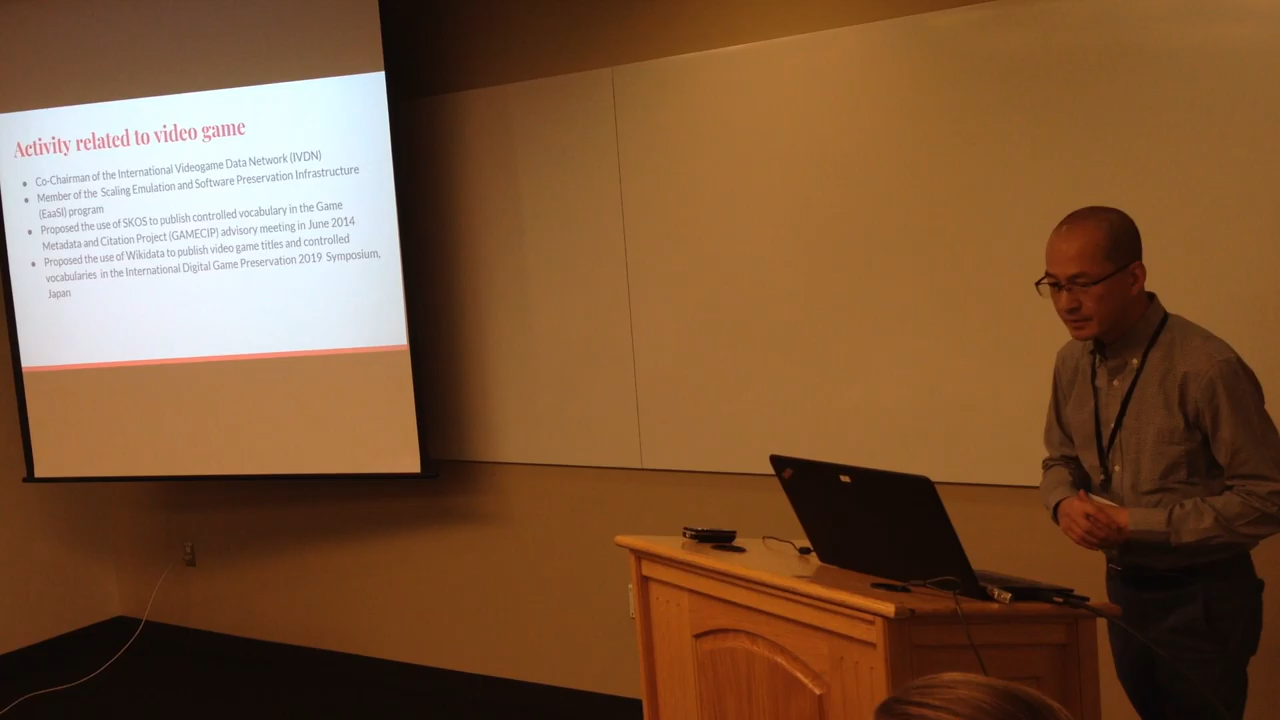 Activity related to video game
● Co-Chairman of the International Videogame Data Network (IVDN)
● Member of the Scaling Emulation and Software Preservation Infrastructure
(EaaSI) program
● Proposed the use of SKOS to publish controlled vocabulary in the Game
Metadata and Citation Project (GAMECIP) advisory meeting in June 2014
● Proposed the use of Wikidata to publish video game titles and controlled
vocabularies in the International Digital Game Preservation 2019 Symposium,
Japan